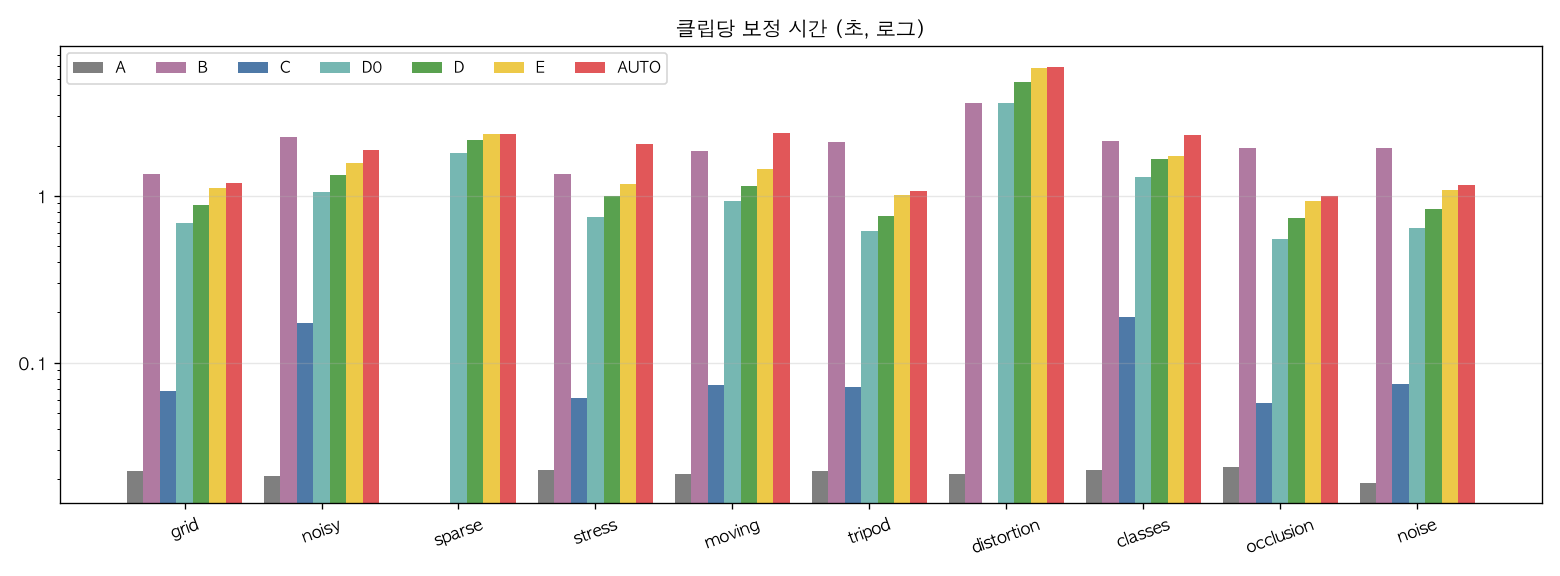 클립당 보정 시간 (초, 로그)
A B C D0 D E AUTO
1
0.1
grid noisy sparse stress moving tripod distortion classes occlusion noise